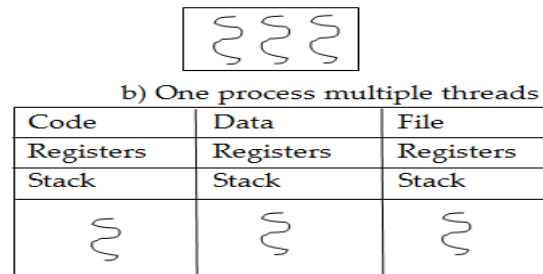 b) One process multiple threads
Code Data File
Registers Registers Registers
Stack Stack Stack